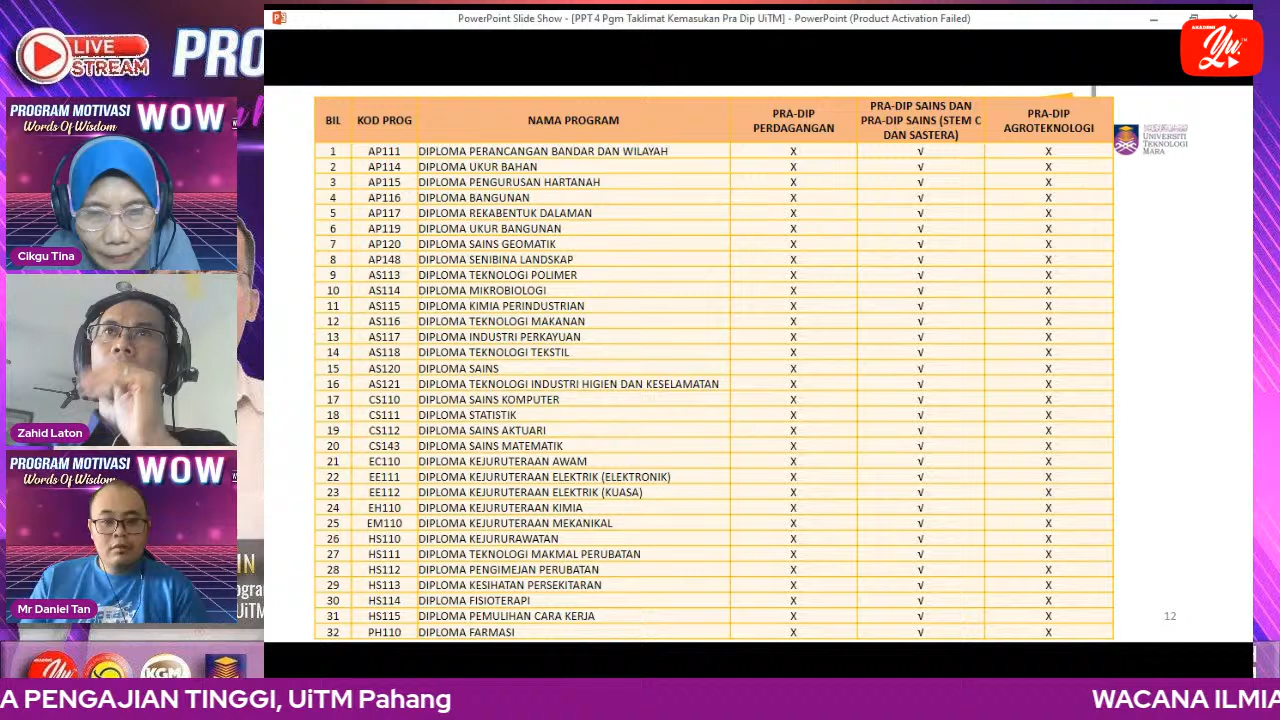 PowerPoint Slide Show - [PPT 4 Pgm Taklimat Kemasukan Pra Dip UiTM] - PowerPoint (Product Activation Failed)
LIVE
STREAM
PRO
AKADEMI
Yu.
PROGRAM MOTIVASI
Words Of Wisdom
WOW
Cikgu Tina
Zahid Laton
PROGRAM MOTIVASI
Words Of Wisdom
WOW
Mr Daniel Tan
UNIVERSITI
TEKNOLOGI
MARA
BIL KOD PROG NAMA PROGRAM PRA-DIP PERDAGANGAN PRA-DIP SAINS DAN PRA-DIP SAINS (STEM C DAN SASTERA) PRA-DIP AGROTEKNOLOGI
1 AP111 DIPLOMA PERANCANGAN BANDAR DAN WILAYAH X √ X
2 AP114 DIPLOMA UKUR BAHAN X √ X
3 AP115 DIPLOMA PENGURUSAN HARTANAH X √ X
4 AP116 DIPLOMA BANGUNAN X √ X
5 AP117 DIPLOMA REKABENTUK DALAMAN X √ X
6 AP119 DIPLOMA UKUR BANGUNAN X √ X
7 AP120 DIPLOMA SAINS GEOMATIK X √ X
8 AP148 DIPLOMA SENIBINA LANDSKAP X √ X
9 AS113 DIPLOMA TEKNOLOGI POLIMER X √ X
10 AS114 DIPLOMA MIKROBIOLOGI X √ X
11 AS115 DIPLOMA KIMIA PERINDUSTRIAN X √ X
12 AS116 DIPLOMA TEKNOLOGI MAKANAN X √ X
13 AS117 DIPLOMA INDUSTRI PERKAYUAN X √ X
14 AS118 DIPLOMA TEKNOLOGI TEKSTIL X √ X
15 AS120 DIPLOMA SAINS X √ X
16 AS121 DIPLOMA TEKNOLOGI INDUSTRI HIGIEN DAN KESELAMATAN X √ X
17 CS110 DIPLOMA SAINS KOMPUTER X √ X
18 CS111 DIPLOMA STATISTIK X √ X
19 CS112 DIPLOMA SAINS AKTUARI X √ X
20 CS143 DIPLOMA SAINS MATEMATIK X √ X
21 EC110 DIPLOMA KEJURUTERAAN AWAM X √ X
22 EE111 DIPLOMA KEJURUTERAAN ELEKTRIK (ELEKTRONIK) X √ X
23 EE112 DIPLOMA KEJURUTERAAN ELEKTRIK (KUASA) X √ X
24 EH110 DIPLOMA KEJURUTERAAN KIMIA X √ X
25 EM110 DIPLOMA KEJURUTERAAN MEKANIKAL X √ X
26 HS110 DIPLOMA KEJURURAWATAN X √ X
27 HS111 DIPLOMA TEKNOLOGI MAKMAL PERUBATAN X √ X
28 HS112 DIPLOMA PENGIMEJAN PERUBATAN X √ X
29 HS113 DIPLOMA KESIHATAN PERSEKITARAN X √ X
30 HS114 DIPLOMA FISIOTERAPI X √ X
31 HS115 DIPLOMA PEMULIHAN CARA KERJA X √ X
32 PH110 DIPLOMA FARMASI X √ X
12
IN
ogran
UiTM
KGM
A PENGAJIAN TINGGI, UiTM Pahang
WACANA ILMIA